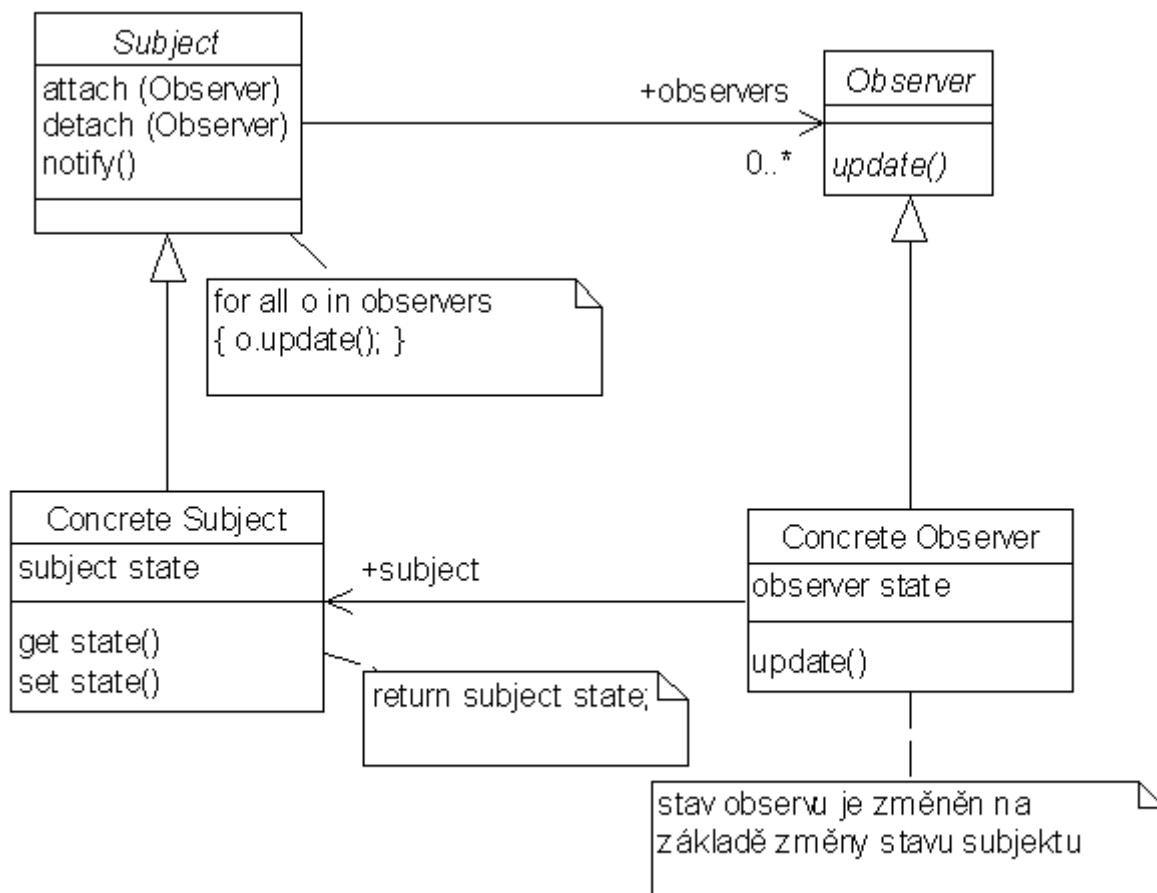 Subject
attach (Observer)
detach (Observer)
notify()
+observers
0..*
Observer
update()
for all o in observers
{ o.update(); }
Concrete Subject
subject state
get state()
set state()
+subject
Concrete Observer
observer state
update()
return subject state;
stav observu je změněn na
základě změny stavu subjektu